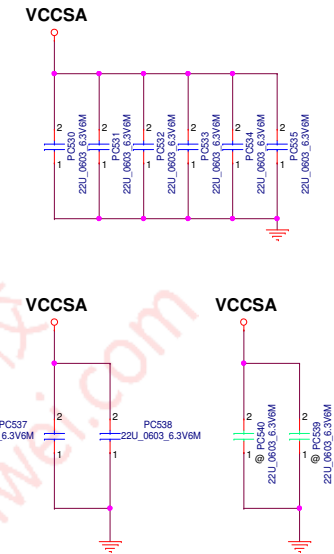 VCCSA
2
1
PC530
22U_0603_6.3V6M
2
1
PC531
22U_0603_6.3V6M
2
1
PC532
22U_0603_6.3V6M
2
1
PC533
22U_0603_6.3V6M
2
1
PC534
22U_0603_6.3V6M
2
1
PC535
22U_0603_6.3V6M
VCCSA
VCCSA
PC537
_6.3V6M
2
1
2
1
PC538
22U_0603_6.3V6M
2
1
@ PC540
22U_0603_6.3V6M
2
1
@ PC539
22U_0603_6.3V6M